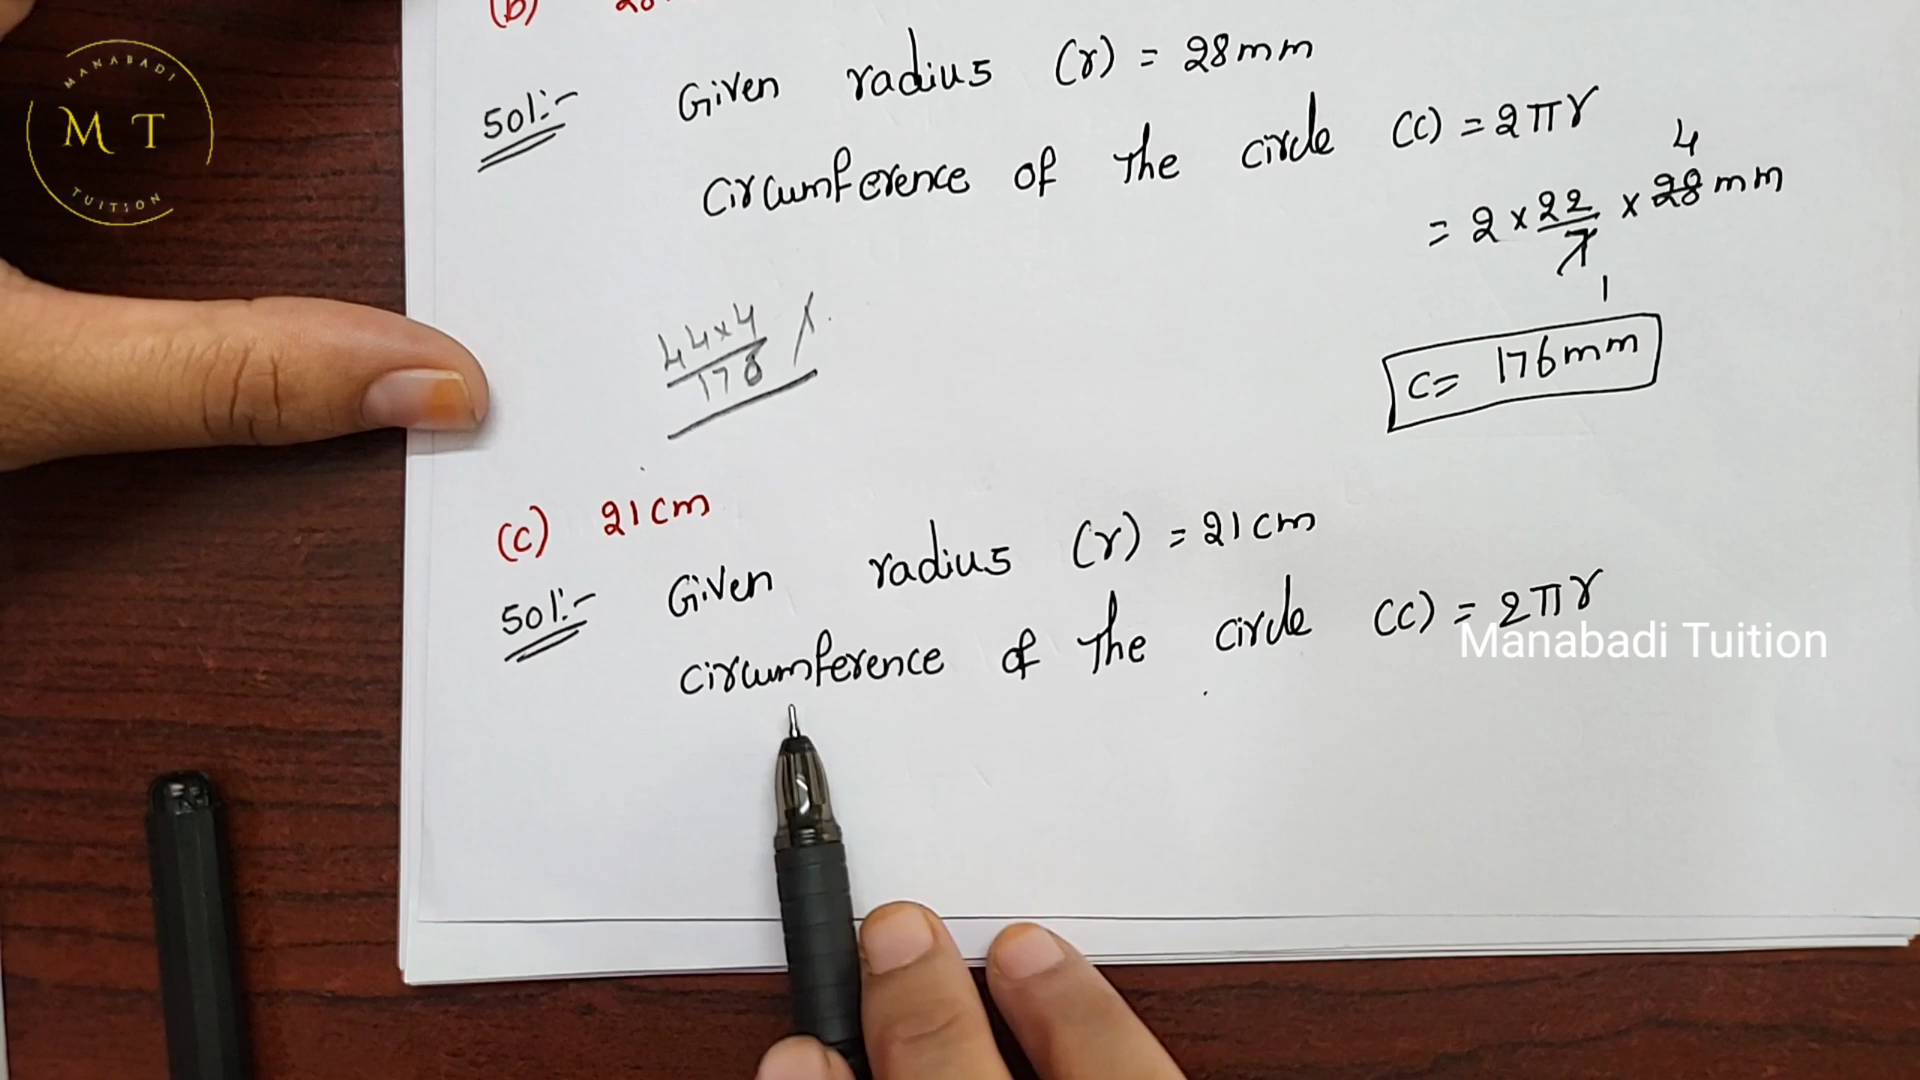 MANABADI
M T
TUITION
(b) 28
Sol:- Given radius (r) = 28mm
circumference of the circle (C) = 2πr
4
= 2 × 22/7 × 28mm
1
44×4
176
C= 176mm
(c) 21cm
Sol:- Given radius (r) = 21cm
circumference of the circle (C) = 2πr
Manabadi Tuition